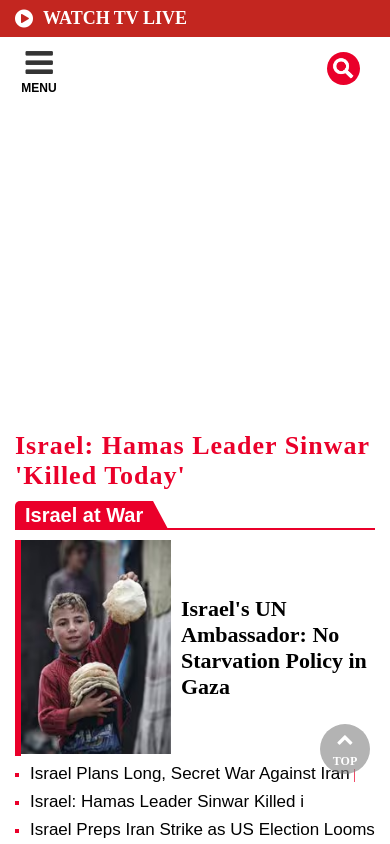 WATCH TV LIVE
MENU
Israel: Hamas Leader Sinwar
'Killed Today'
Israel at War
Israel's UN
Ambassador: No
Starvation Policy in
Gaza
TOP
Israel Plans Long, Secret War Against Iran |
Israel: Hamas Leader Sinwar Killed i
Israel Preps Iran Strike as US Election Looms